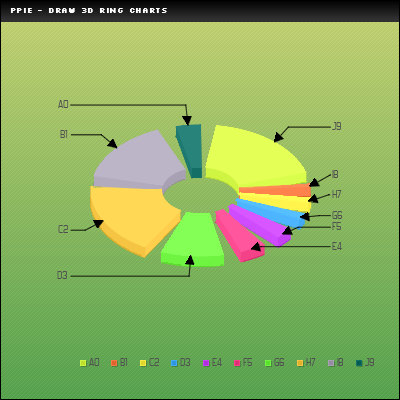 PPIE - DRAW 3D RING CHARTS
A0
J9
B1
I8
H7
G6
F5
C2
E4
D3
A0 B1 C2 D3 E4 F5 G6 H7 I8 J9